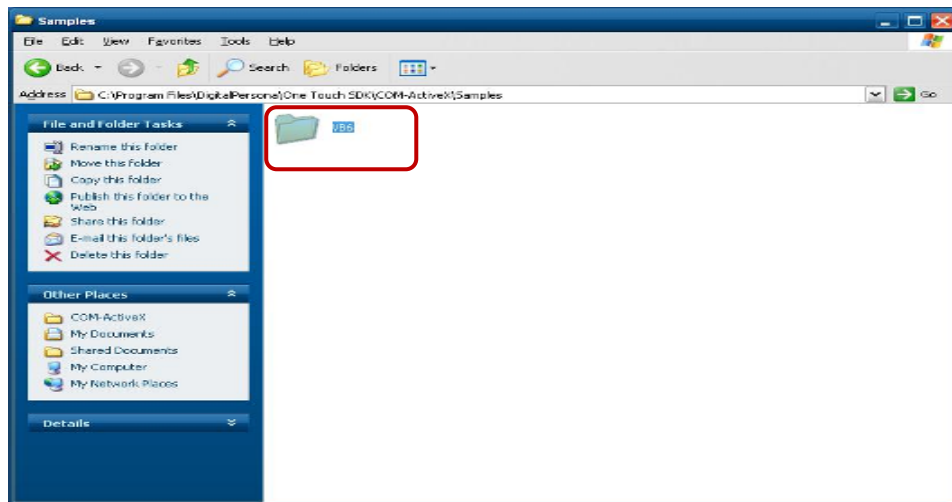 Samples
File Edit View Favorites Tools Help
Back Search Folders
Address C:\Program Files\DigitalPersona\One Touch SDK\COM-ActiveX\Samples Go
File and Folder Tasks
Rename this folder
Move this folder
Copy this folder
Publish this folder to the
Web
Share this folder
E-mail this folder's files
Delete this folder
Other Places
COM-ActiveX
My Documents
Shared Documents
My Computer
My Network Places
Details
VB6